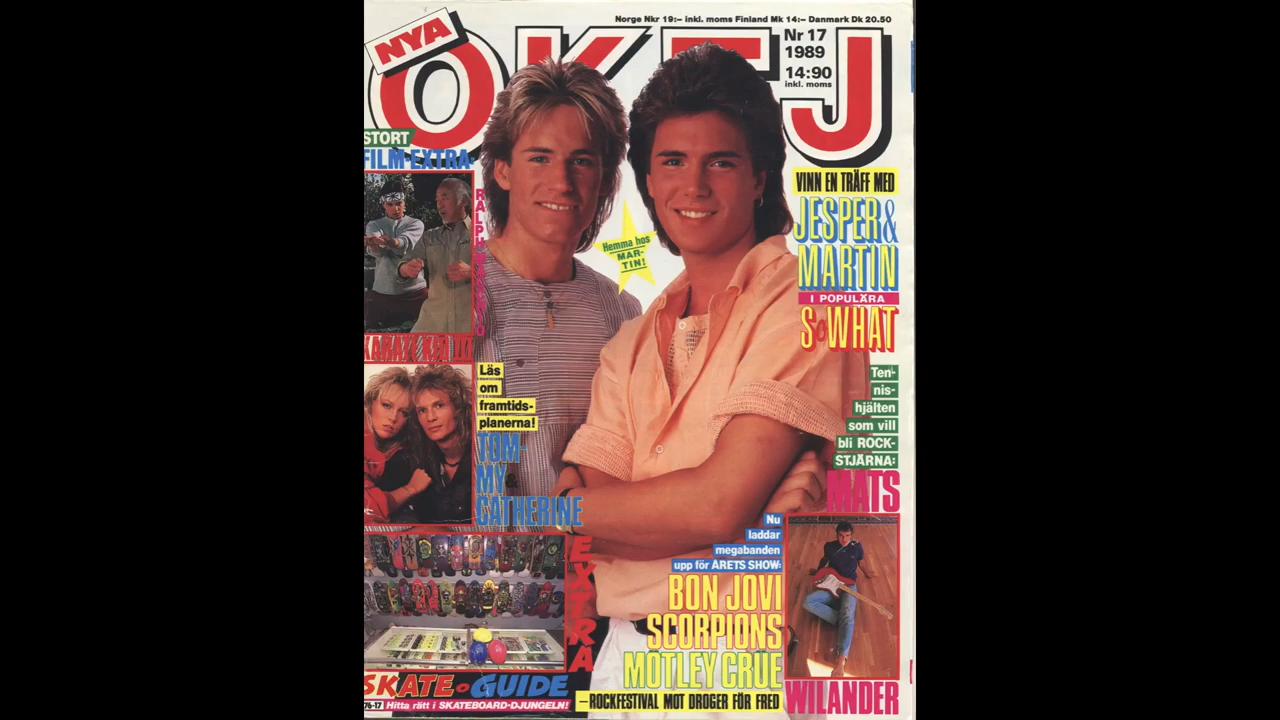 Norge Nkr 19:– inkl. moms Finland Mk 14:– Danmark Dk 20.50
NYA
OKEJ
Nr 17
1989
14:90
inkl. moms
STORT
FILM-EXTRA
RALPH MACCHIO
KARATE KID III
Hemma hos
MAR-
TIN!
VINN EN TRÄFF MED
JESPER&
MARTIN
I POPULÄRA
SoWHAT
Läs
om
framtids-
planerna!
TOM-
MY
CATHERINE
Ten-
nis-
hjälten
som vill
bli ROCK-
STJÄRNA:
MATS
WILANDER
EXTRA
SKATE-GUIDE
76-17 Hitta rätt i SKATEBOARD-DJUNGELN!
Nu
laddar
megabanden
upp för ÅRETS SHOW:
BON JOVI
SCORPIONS
MÖTLEY CRÜE
–ROCKFESTIVAL MOT DROGER FÖR FRED